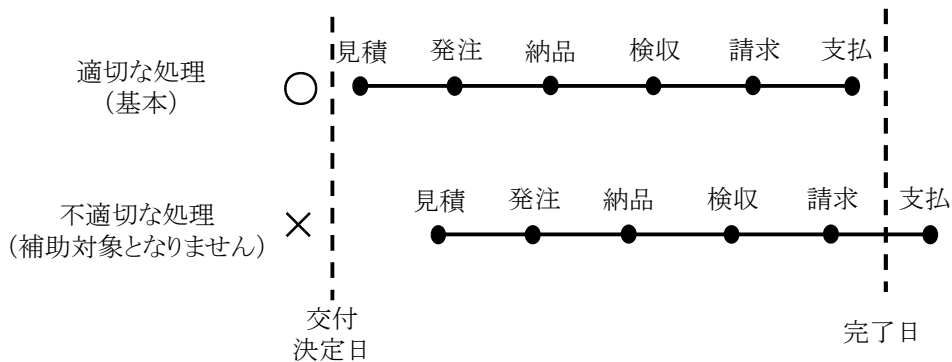 見積 発注 納品 検収 請求 支払
適切な処理
（基本）
○
見積 発注 納品 検収 請求 支払
不適切な処理
（補助対象となりません）
×
交付
決定日
完了日